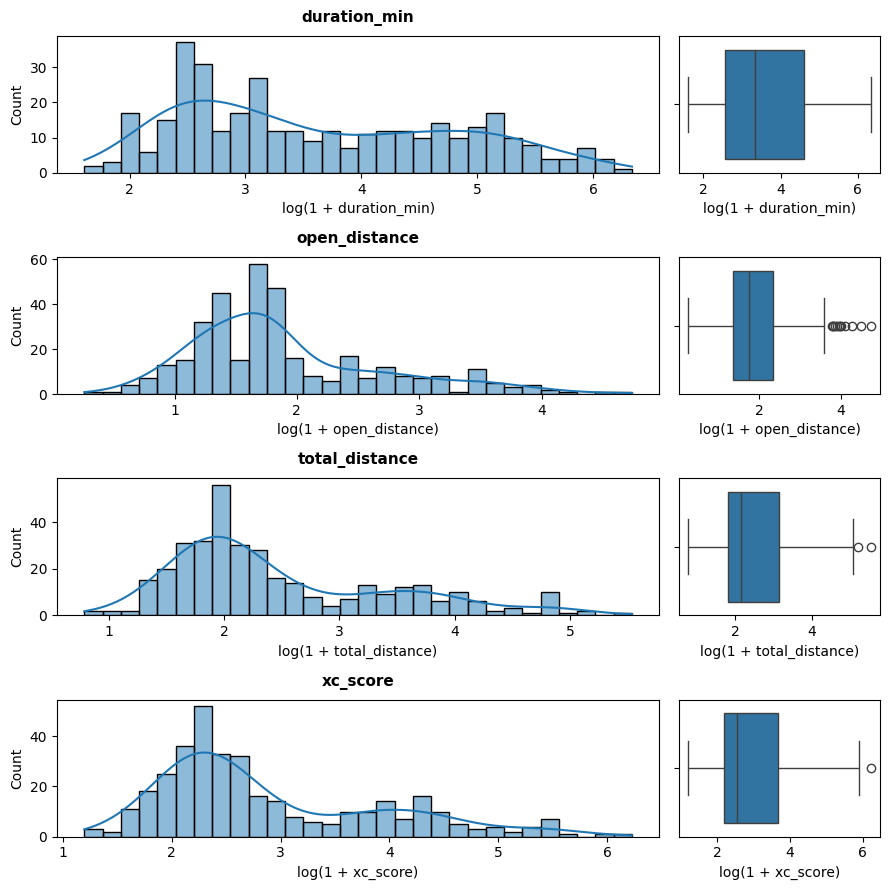 duration_min
30
20
10
0
Count
2 3 4 5 6
log(1 + duration_min)
2 4 6
log(1 + duration_min)
open_distance
60
40
20
0
Count
1 2 3 4
log(1 + open_distance)
2 4
log(1 + open_distance)
total_distance
40
20
0
Count
1 2 3 4 5
log(1 + total_distance)
2 4
log(1 + total_distance)
xc_score
40
20
0
Count
1 2 3 4 5 6
log(1 + xc_score)
2 4 6
log(1 + xc_score)